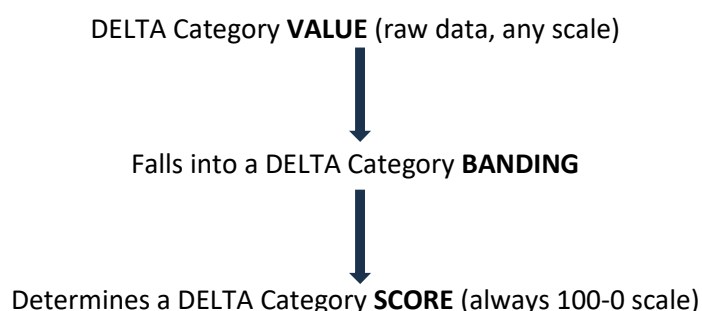 DELTA Category VALUE (raw data, any scale)
Falls into a DELTA Category BANDING
Determines a DELTA Category SCORE (always 100-0 scale)